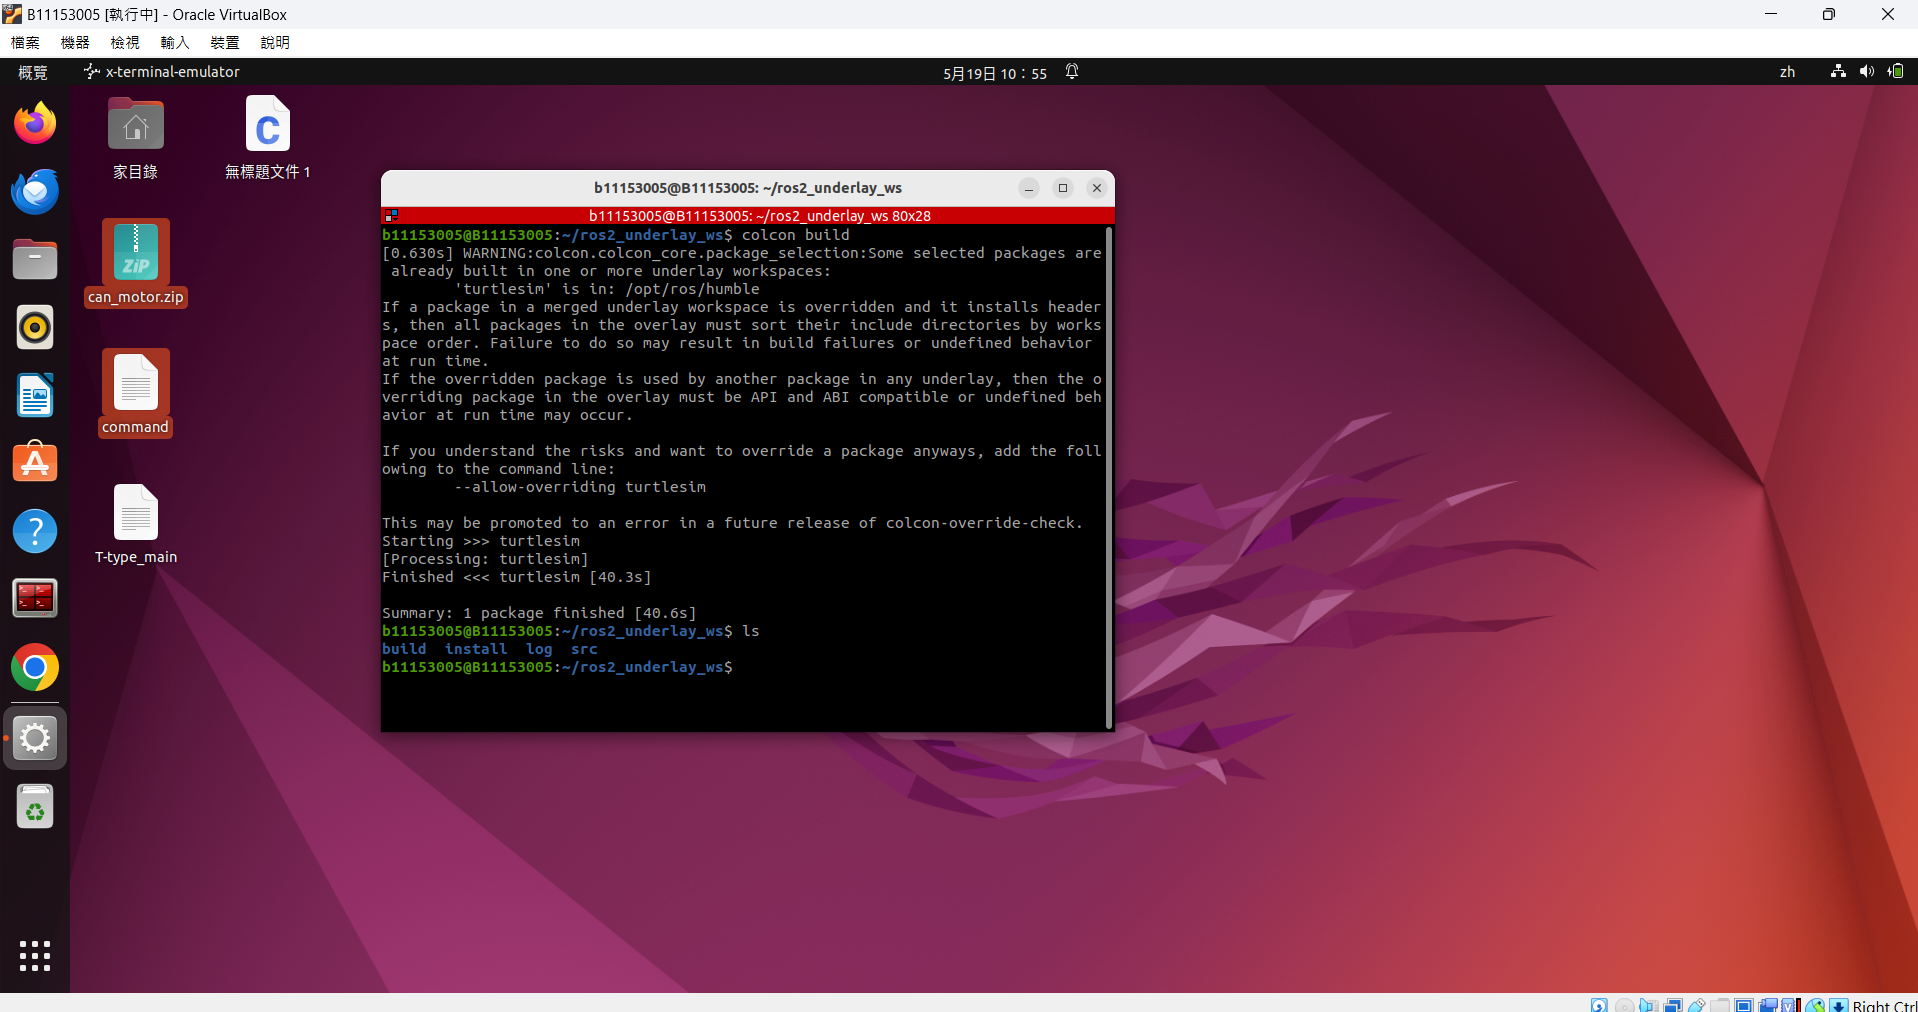 B11153005 [執行中] - Oracle VirtualBox
檔案 機器 檢視 輸入 裝置 說明
概覽 x-terminal-emulator 5月19日 10：55 zh
家目錄
無標題文件 1
can_motor.zip
command
T-type_main
b11153005@B11153005: ~/ros2_underlay_ws
b11153005@B11153005: ~/ros2_underlay_ws 80x28
b11153005@B11153005:~/ros2_underlay_ws$ colcon build
[0.630s] WARNING:colcon.colcon_core.package_selection:Some selected packages are
 already built in one or more underlay workspaces:
        'turtlesim' is in: /opt/ros/humble
If a package in a merged underlay workspace is overridden and it installs header
s, then all packages in the overlay must sort their include directories by works
pace order. Failure to do so may result in build failures or undefined behavior
at run time.
If the overridden package is used by another package in any underlay, then the o
verriding package in the overlay must be API and ABI compatible or undefined beh
avior at run time may occur.
If you understand the risks and want to override a package anyways, add the foll
owing to the command line:
        --allow-overriding turtlesim
This may be promoted to an error in a future release of colcon-override-check.
Starting >>> turtlesim
[Processing: turtlesim]
Finished <<< turtlesim [40.3s]
Summary: 1 package finished [40.6s]
b11153005@B11153005:~/ros2_underlay_ws$ ls
build  install  log  src
b11153005@B11153005:~/ros2_underlay_ws$
ZiP
Right Ctrl